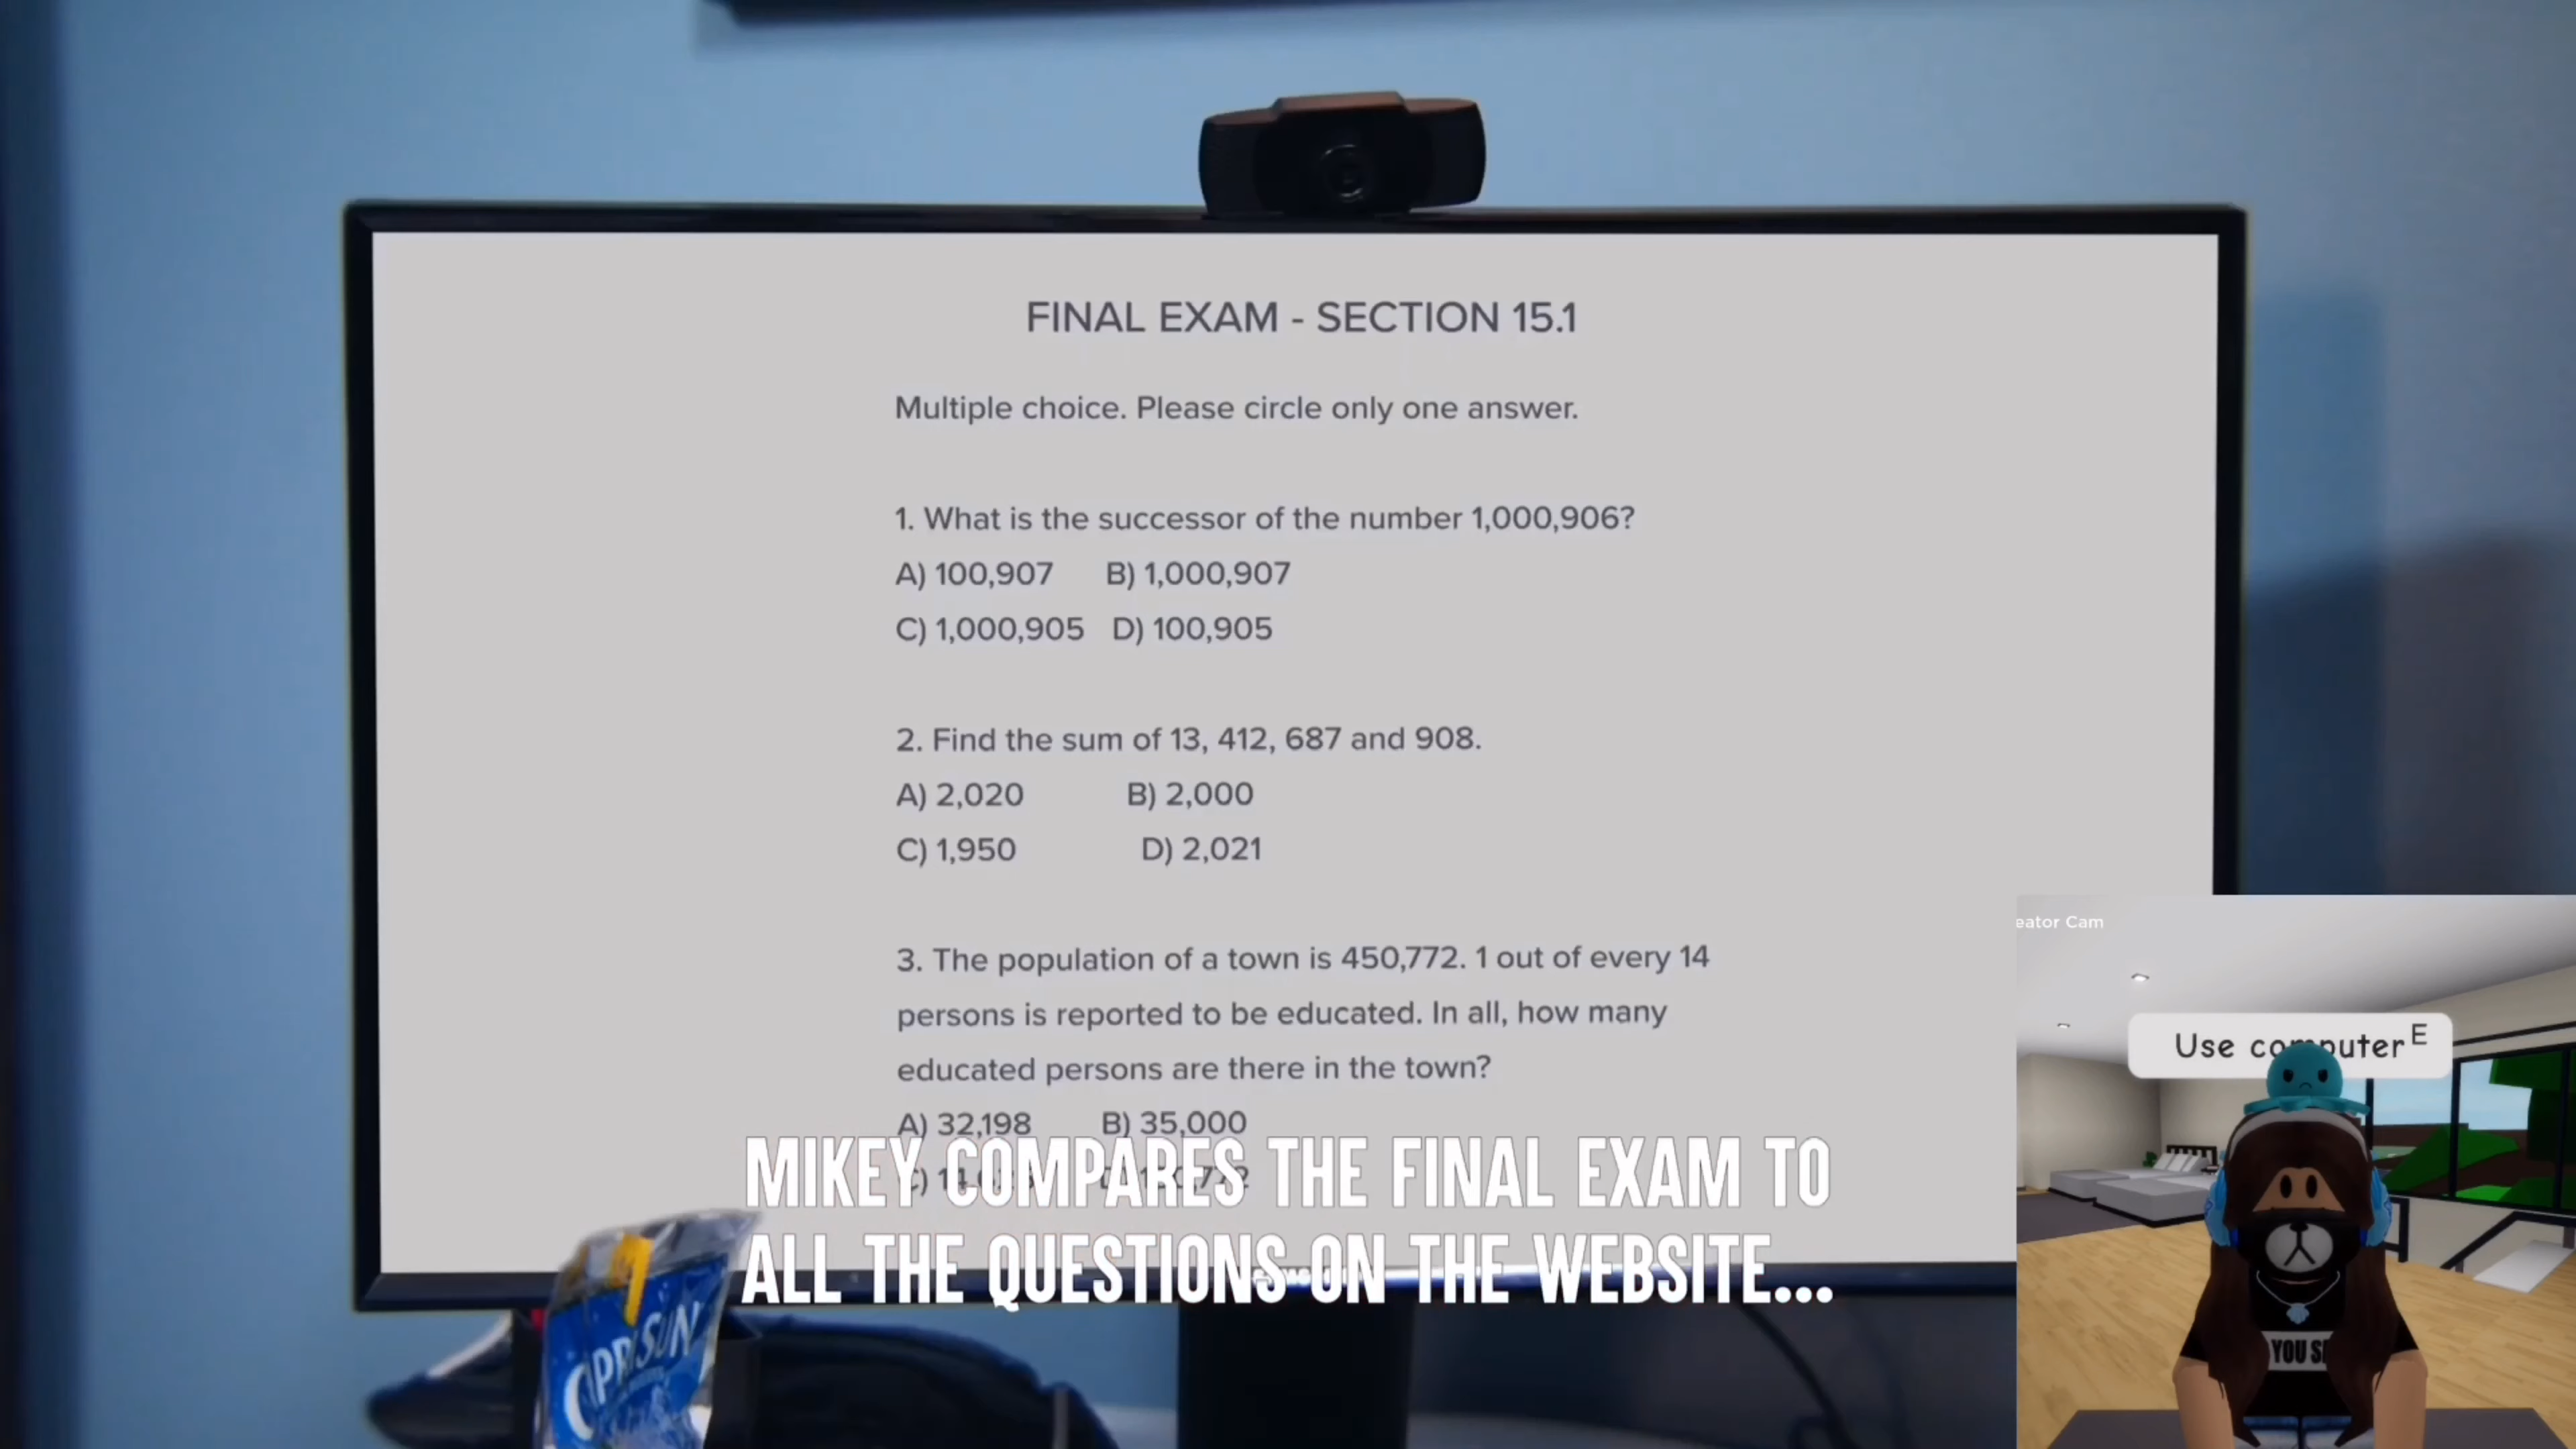 FINAL EXAM - SECTION 15.1
Multiple choice. Please circle only one answer.
1. What is the successor of the number 1,000,906?
A) 100,907 B) 1,000,907
C) 1,000,905 D) 100,905
2. Find the sum of 13, 412, 687 and 908.
A) 2,020 B) 2,000
C) 1,950 D) 2,021
3. The population of a town is 450,772. 1 out of every 14
persons is reported to be educated. In all, how many
educated persons are there in the town?
A) 32,198 B) 35,000
MIKEY COMPARES THE FINAL EXAM TO
ALL THE QUESTIONS ON THE WEBSITE...
CAPRISUN
eator Cam
Use computer E
YOU